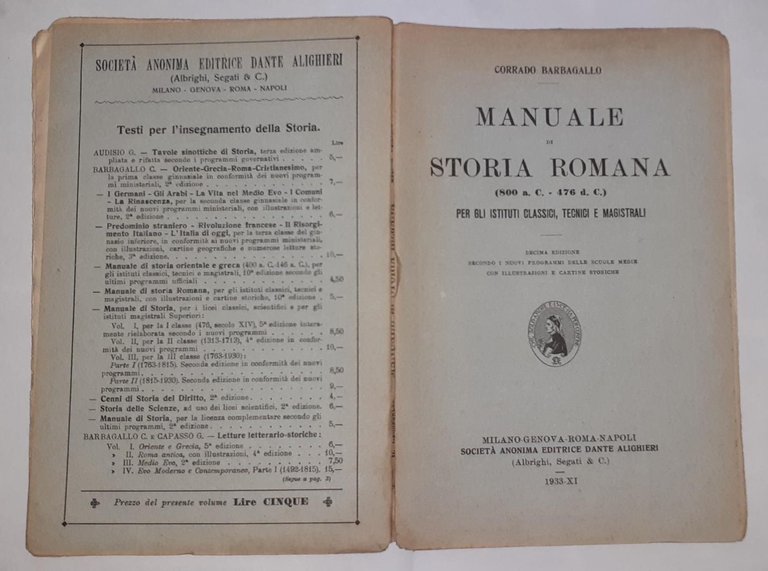 SOCIETÀ ANONIMA EDITRICE DANTE ALIGHIERI
(Albrighi, Segati & C.)
MILANO - GENOVA - ROMA - NAPOLI
Testi per l'insegnamento della Storia.
Lire
AUDISIO G. — Tavole sinottiche di Storia, terza edizione am-
pliata e rifatta secondo i programmi governativi . . . . . 5,—
BARBAGALLO C. — Oriente-Grecia-Roma-Cristianesimo, per
la prima classe ginnasiale in conformità dei nuovi program-
mi ministeriali, 2ª edizione . . . . . 7,—
— I Germani - Gli Arabi - La Vita nel Medio Evo - I Comuni
- La Rinascenza, per la seconda classe ginnasiale in confor-
mità dei nuovi programmi ministeriali, con illustrazioni e let-
ture, 2ª edizione . . . . . 6,—
— Predominio straniero - Rivoluzione francese - Il Risorgi-
mento Italiano - L'Italia di oggi, per la terza classe del gin-
nasio inferiore, in conformità ai nuovi programmi ministeriali,
con illustrazioni, cartine geografiche e numerose letture sto-
riche, 3ª edizione . . . . . 10,—
— Manuale di storia orientale e greca (400 a. C.-146 a. C.), per
gli istituti classici, tecnici e magistrali, 10ª edizione secondo gli
ultimi programmi ufficiali . . . . . 4,50
— Manuale di storia Romana, per gli istituti classici, tecnici e
magistrali, con illustrazioni e cartine storiche, 10ª edizione . 5,—
— Manuale di Storia, per i licei classici, scientifici e per gli
istituti magistrali Superiori:
Vol. I, per la I classe (476, secolo XIV), 5ª edizione intera-
mente rielaborata secondo i nuovi programmi . . . . . 8,50
Vol. II, per la II classe (1313-1713), 4ª edizione in confor-
mità dei nuovi programmi . . . . . 10,—
Vol. III, per la III classe (1763-1930):
Parte I (1763-1815). Seconda edizione in conformità dei nuovi
programmi . . . . . 8,50
Parte II (1815-1930). Seconda edizione in conformità dei nuovi
programmi . . . . . 9,—
— Cenni di Storia del Diritto, 2ª edizione . . . . . 4,—
— Storia delle Scienze, ad uso dei licei scientifici, 2ª edizione. 6,—
— Manuale di Storia, per la licenza complementare secondo gli
ultimi programmi, 2ª edizione . . . . . 5,—
BARBAGALLO C. E CAPASSO G. — Letture letterario-storiche:
Vol. I. Oriente e Grecia, 5ª edizione . . . . . 6,—
» II. Roma antica, con illustrazioni, 4ª edizione . . . . 10,—
» III. Medio Evo, 2ª edizione . . . . . 7,50
» IV. Evo Moderno e Contemporaneo, Parte I (1492-1815). 15,—
(Segue a pag. 3)
Prezzo del presente volume Lire CINQUE
CORRADO BARBAGALLO
MANUALE
DI
STORIA ROMANA
(800 a. C. - 476 d. C.)
PER GLI ISTITUTI CLASSICI, TECNICI E MAGISTRALI
DECIMA EDIZIONE
SECONDO I NUOVI PROGRAMMI DELLE SCUOLE MEDIE
CON ILLUSTRAZIONI E CARTINE STORICHE
MILANO-GENOVA-ROMA-NAPOLI
SOCIETÀ ANONIMA EDITRICE DANTE ALIGHIERI
(Albrighi, Segati & C.)
1933-XI